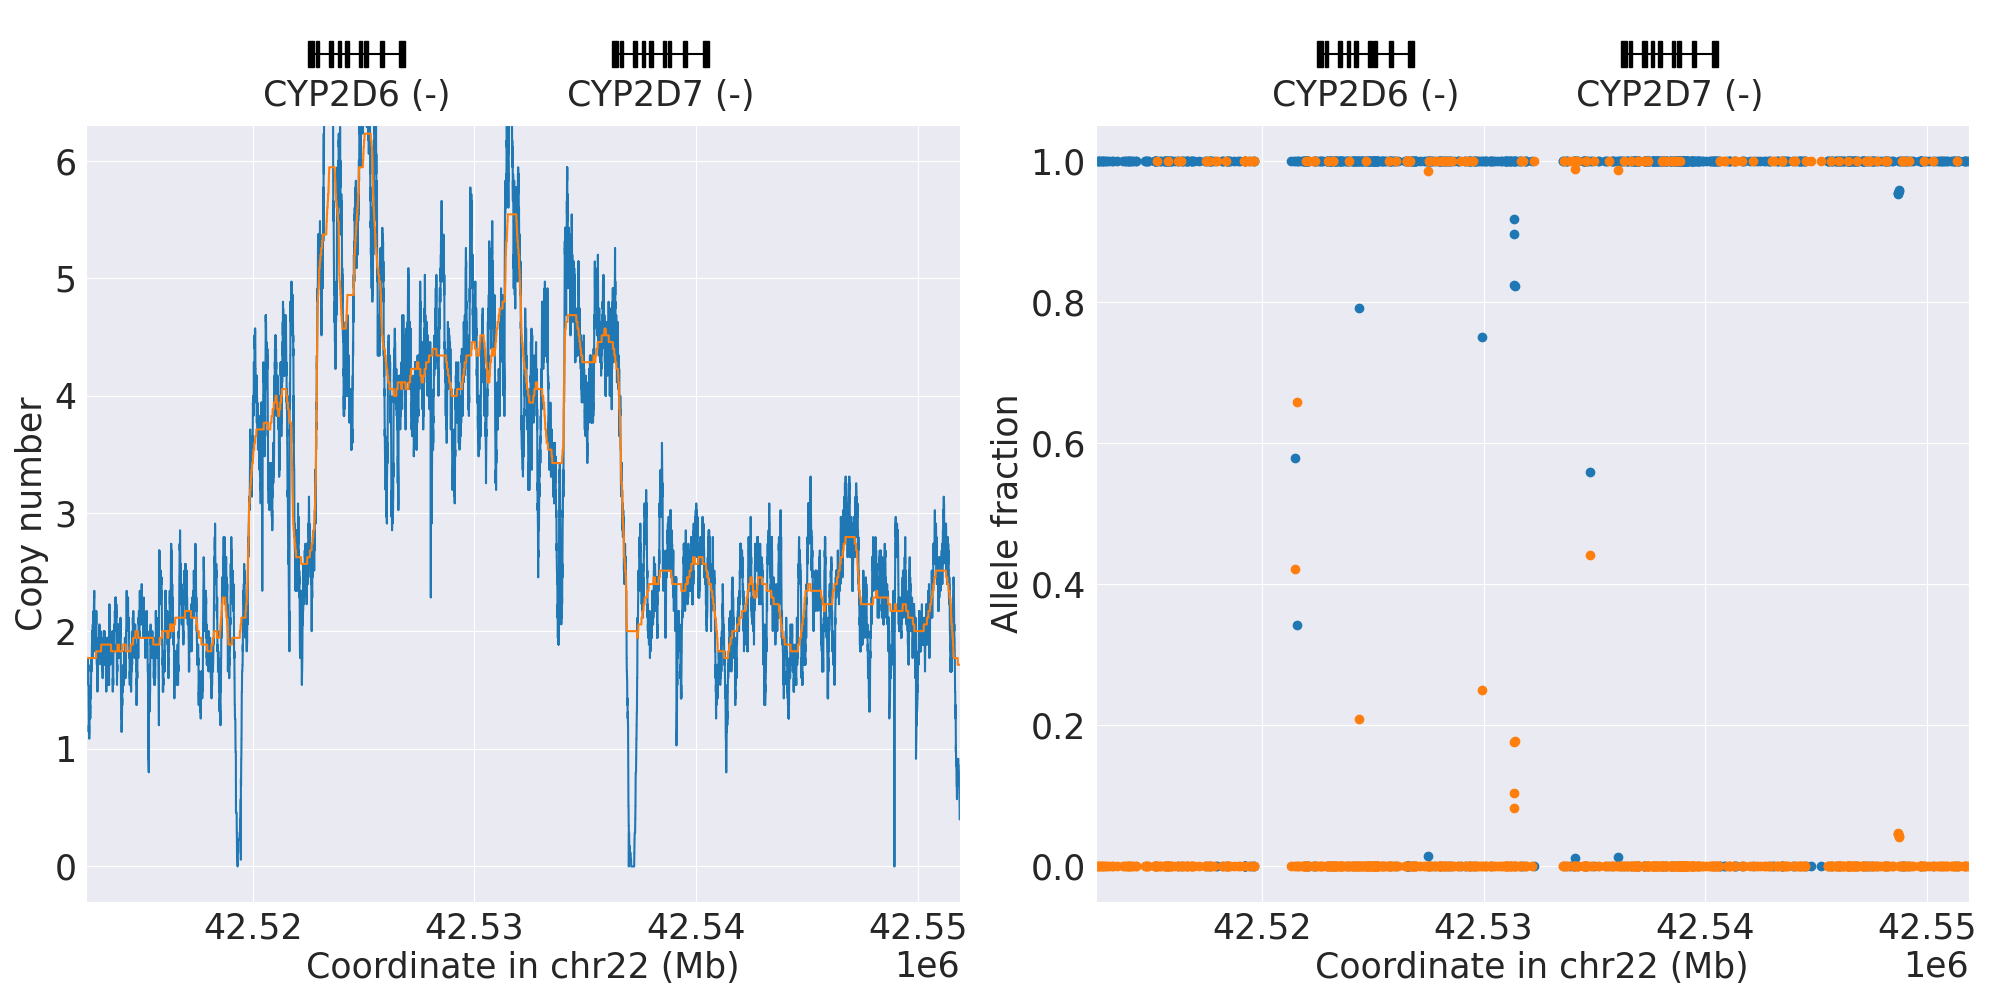 CYP2D6 (-) CYP2D7 (-)
6
5
4
3
2
1
0
Copy number
42.52 42.53 42.54 42.55
Coordinate in chr22 (Mb) 1e6
CYP2D6 (-) CYP2D7 (-)
1.0
0.8
0.6
0.4
0.2
0.0
Allele fraction
42.52 42.53 42.54 42.55
Coordinate in chr22 (Mb) 1e6